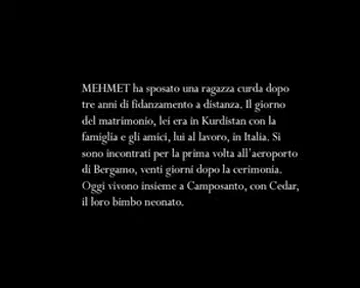 MEHMET ha sposato una ragazza curda dopo
tre anni di fidanzamento a distanza. Il giorno
del matrimonio, lei era in Kurdistan con la
famiglia e gli amici, lui al lavoro, in Italia. Si
sono incontrati per la prima volta all'aeroporto
di Bergamo, venti giorni dopo la cerimonia.
Oggi vivono insieme a Camposanto, con Cedar,
il loro bimbo neonato.